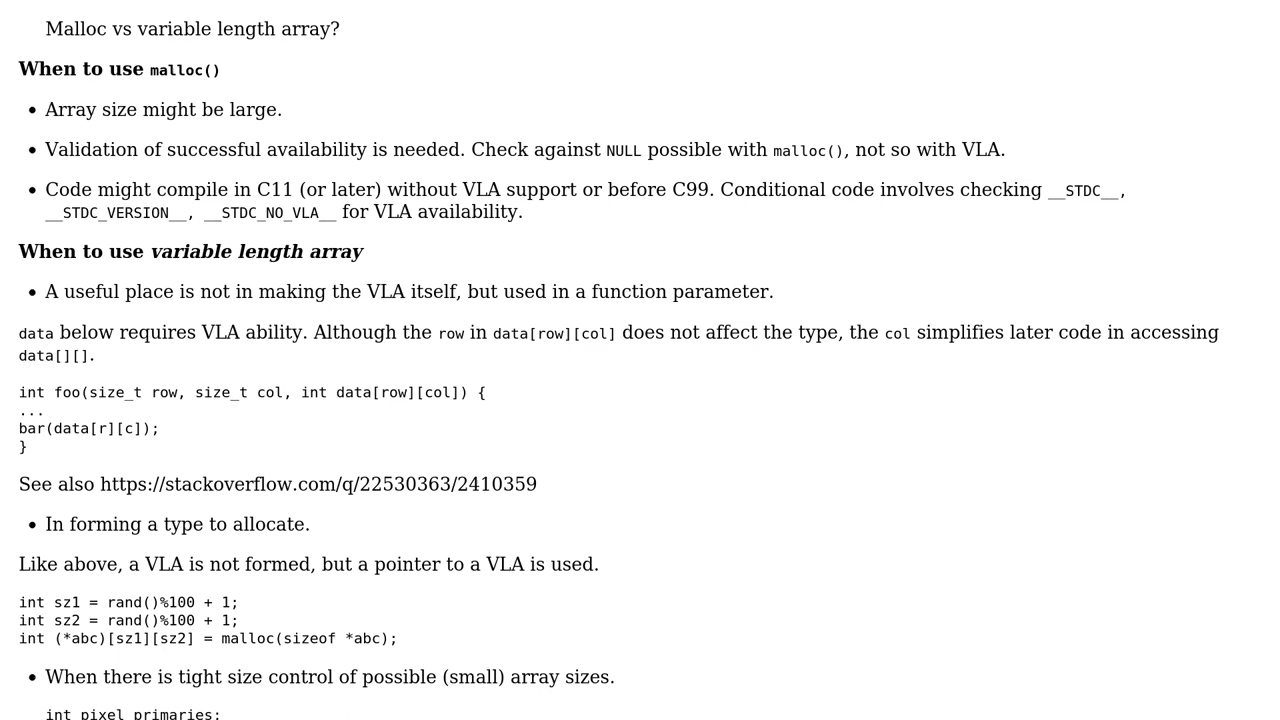 Malloc vs variable length array?
When to use malloc()
• Array size might be large.
• Validation of successful availability is needed. Check against NULL possible with malloc(), not so with VLA.
• Code might compile in C11 (or later) without VLA support or before C99. Conditional code involves checking __STDC__,
__STDC_VERSION__, __STDC_NO_VLA__ for VLA availability.
When to use variable length array
• A useful place is not in making the VLA itself, but used in a function parameter.
data below requires VLA ability. Although the row in data[row][col] does not affect the type, the col simplifies later code in accessing
data[][].
int foo(size_t row, size_t col, int data[row][col]) {
...
bar(data[r][c]);
}
See also https://stackoverflow.com/q/22530363/2410359
• In forming a type to allocate.
Like above, a VLA is not formed, but a pointer to a VLA is used.
int sz1 = rand()%100 + 1;
int sz2 = rand()%100 + 1;
int (*abc)[sz1][sz2] = malloc(sizeof *abc);
• When there is tight size control of possible (small) array sizes.
int pixel_primaries;